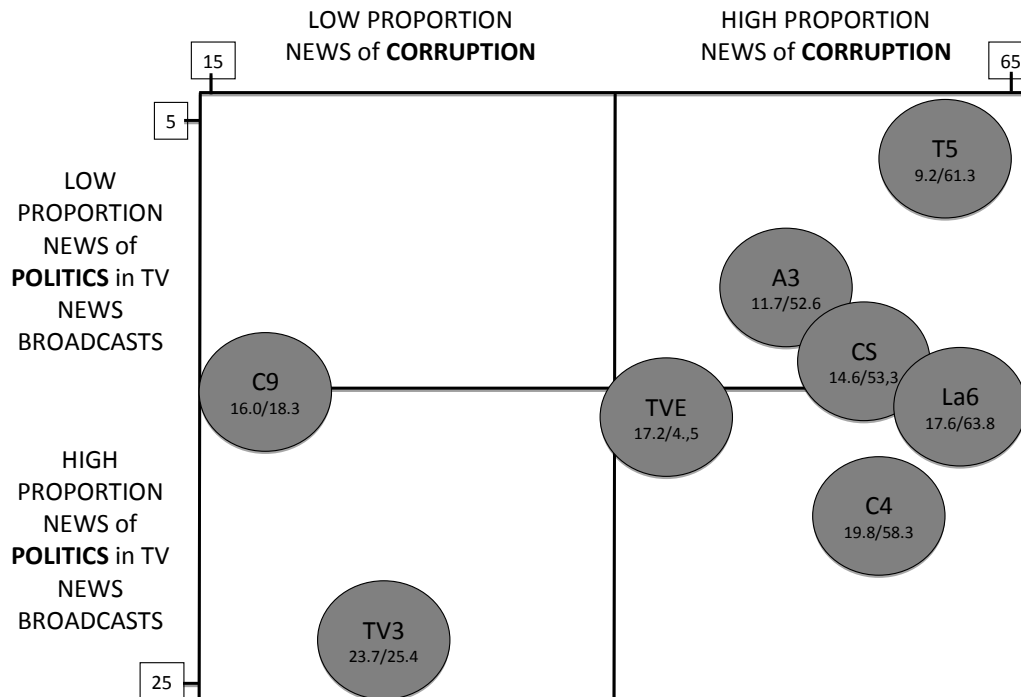 LOW PROPORTION
NEWS of CORRUPTION
HIGH PROPORTION
NEWS of CORRUPTION
15
65
5
T5
9.2/61.3
LOW
PROPORTION
NEWS of
POLITICS in TV
NEWS
BROADCASTS
A3
11.7/52.6
CS
14.6/53,3
C9
16.0/18.3
TVE
17.2/4.,5
La6
17.6/63.8
HIGH
PROPORTION
NEWS of
POLITICS in TV
NEWS
BROADCASTS
C4
19.8/58.3
TV3
23.7/25.4
25